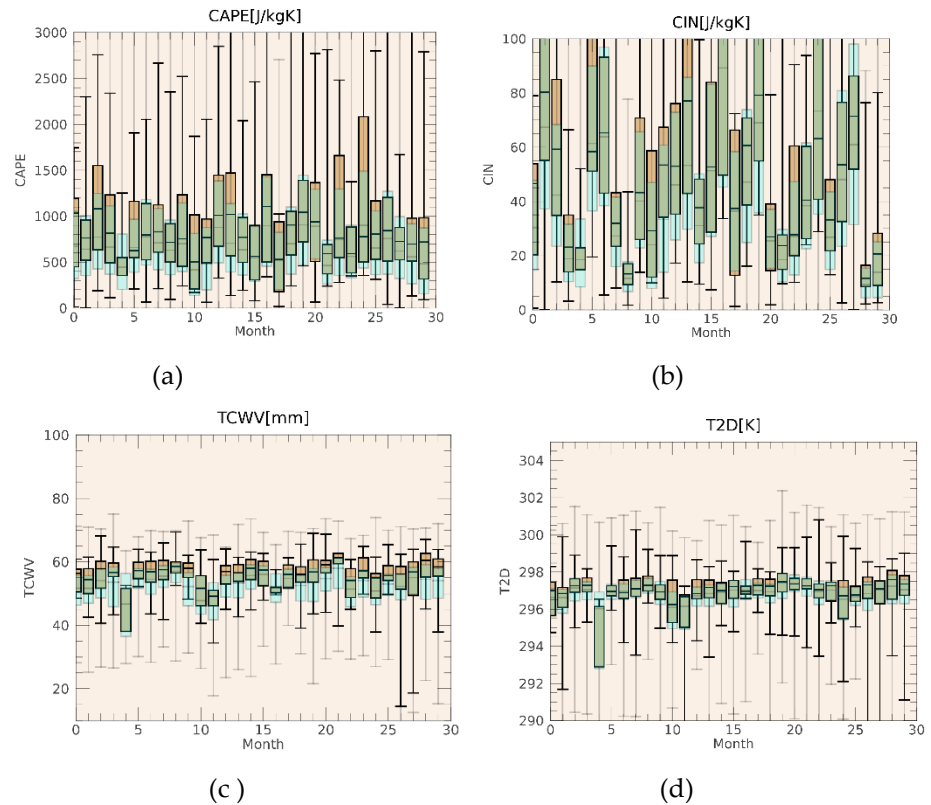 CAPE[J/kgK]
3000
2500
2000
1500
1000
500
0
CAPE
0 5 10 15 20 25 30
Month
(a)
CIN[J/kgK]
100
80
60
40
20
0
CIN
0 5 10 15 20 25 30
Month
(b)
TCWV[mm]
100
80
60
40
20
TCWV
0 5 10 15 20 25 30
Month
(c )
T2D[K]
304
302
300
298
296
294
292
290
T2D
0 5 10 15 20 25 30
Month
(d)